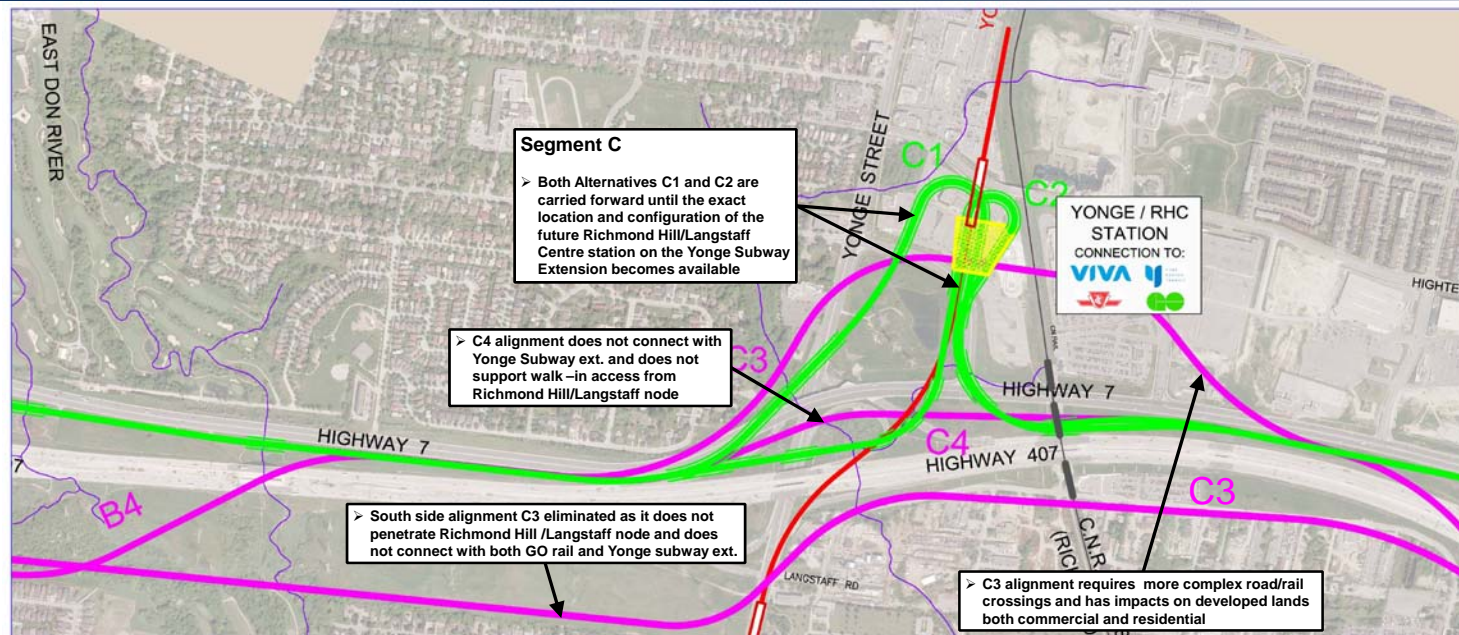 EAST DON RIVER
YO
YONGE STREET
Segment C
➢ Both Alternatives C1 and C2 are
carried forward until the exact
location and configuration of the
future Richmond Hill/Langstaff
Centre station on the Yonge Subway
Extension becomes available
C1
C2
YONGE / RHC
STATION
CONNECTION TO:
VIVA
GO
HIGHTE
CN RAIL
➢ C4 alignment does not connect with
Yonge Subway ext. and does not
support walk –in access from
Richmond Hill/Langstaff node
C3
HIGHWAY 7
HIGHWAY 7
C4
HIGHWAY 407
7
B4
C3
➢ South side alignment C3 eliminated as it does not
penetrate Richmond Hill /Langstaff node and does
not connect with both GO rail and Yonge subway ext.
C.N.R.
(RICH
LANGSTAFF RD
➢ C3 alignment requires more complex road/rail
crossings and has impacts on developed lands
both commercial and residential